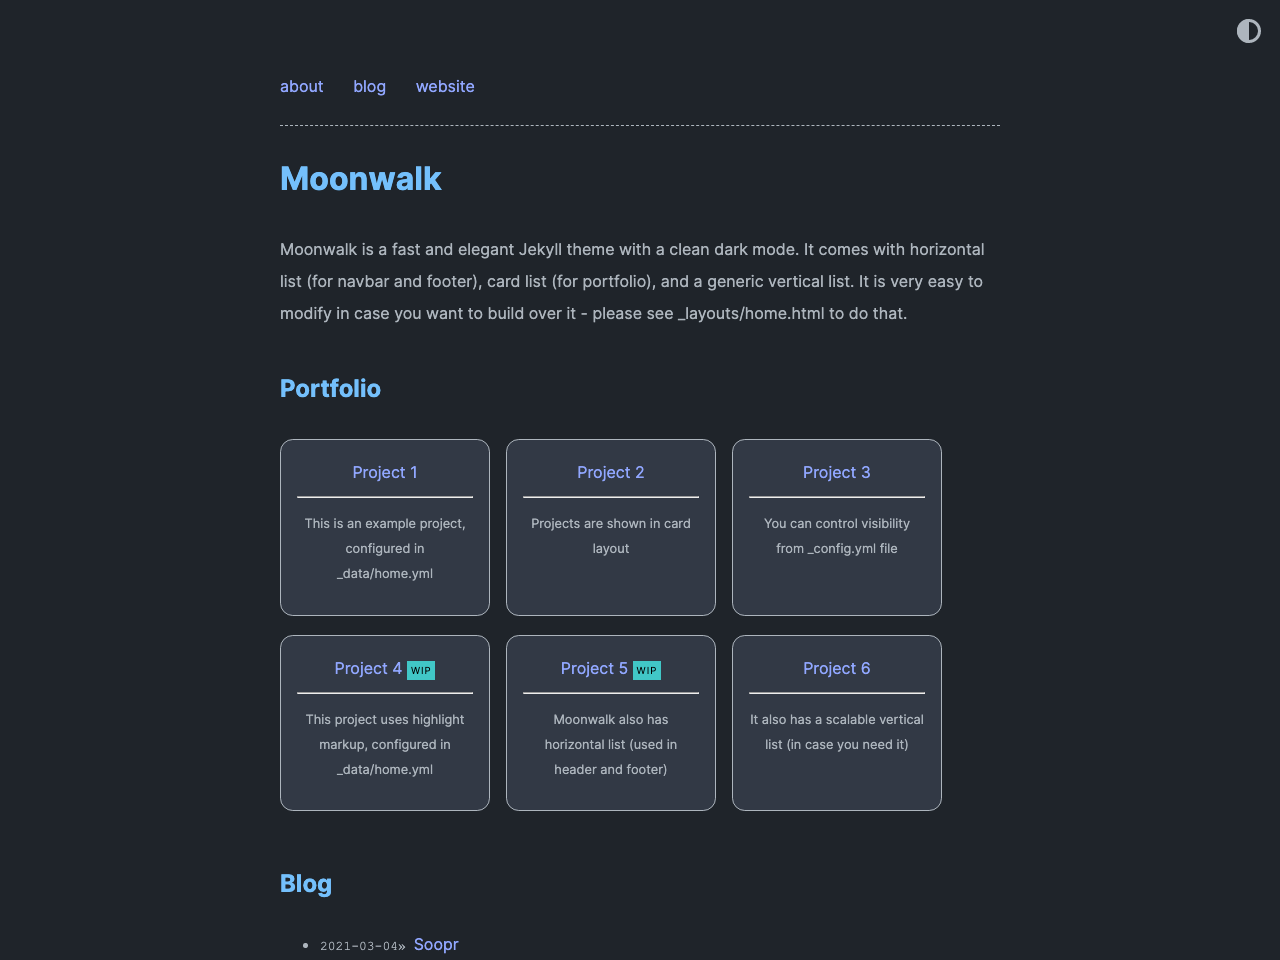 about blog website
Moonwalk
Moonwalk is a fast and elegant Jekyll theme with a clean dark mode. It comes with horizontal
list (for navbar and footer), card list (for portfolio), and a generic vertical list. It is very easy to
modify in case you want to build over it - please see _layouts/home.html to do that.
Portfolio
Project 1
This is an example project,
configured in
_data/home.yml
Project 2
Projects are shown in card
layout
Project 3
You can control visibility
from _config.yml file
Project 4 WIP
This project uses highlight
markup, configured in
_data/home.yml
Project 5 WIP
Moonwalk also has
horizontal list (used in
header and footer)
Project 6
It also has a scalable vertical
list (in case you need it)
Blog
2021-03-04» Soopr